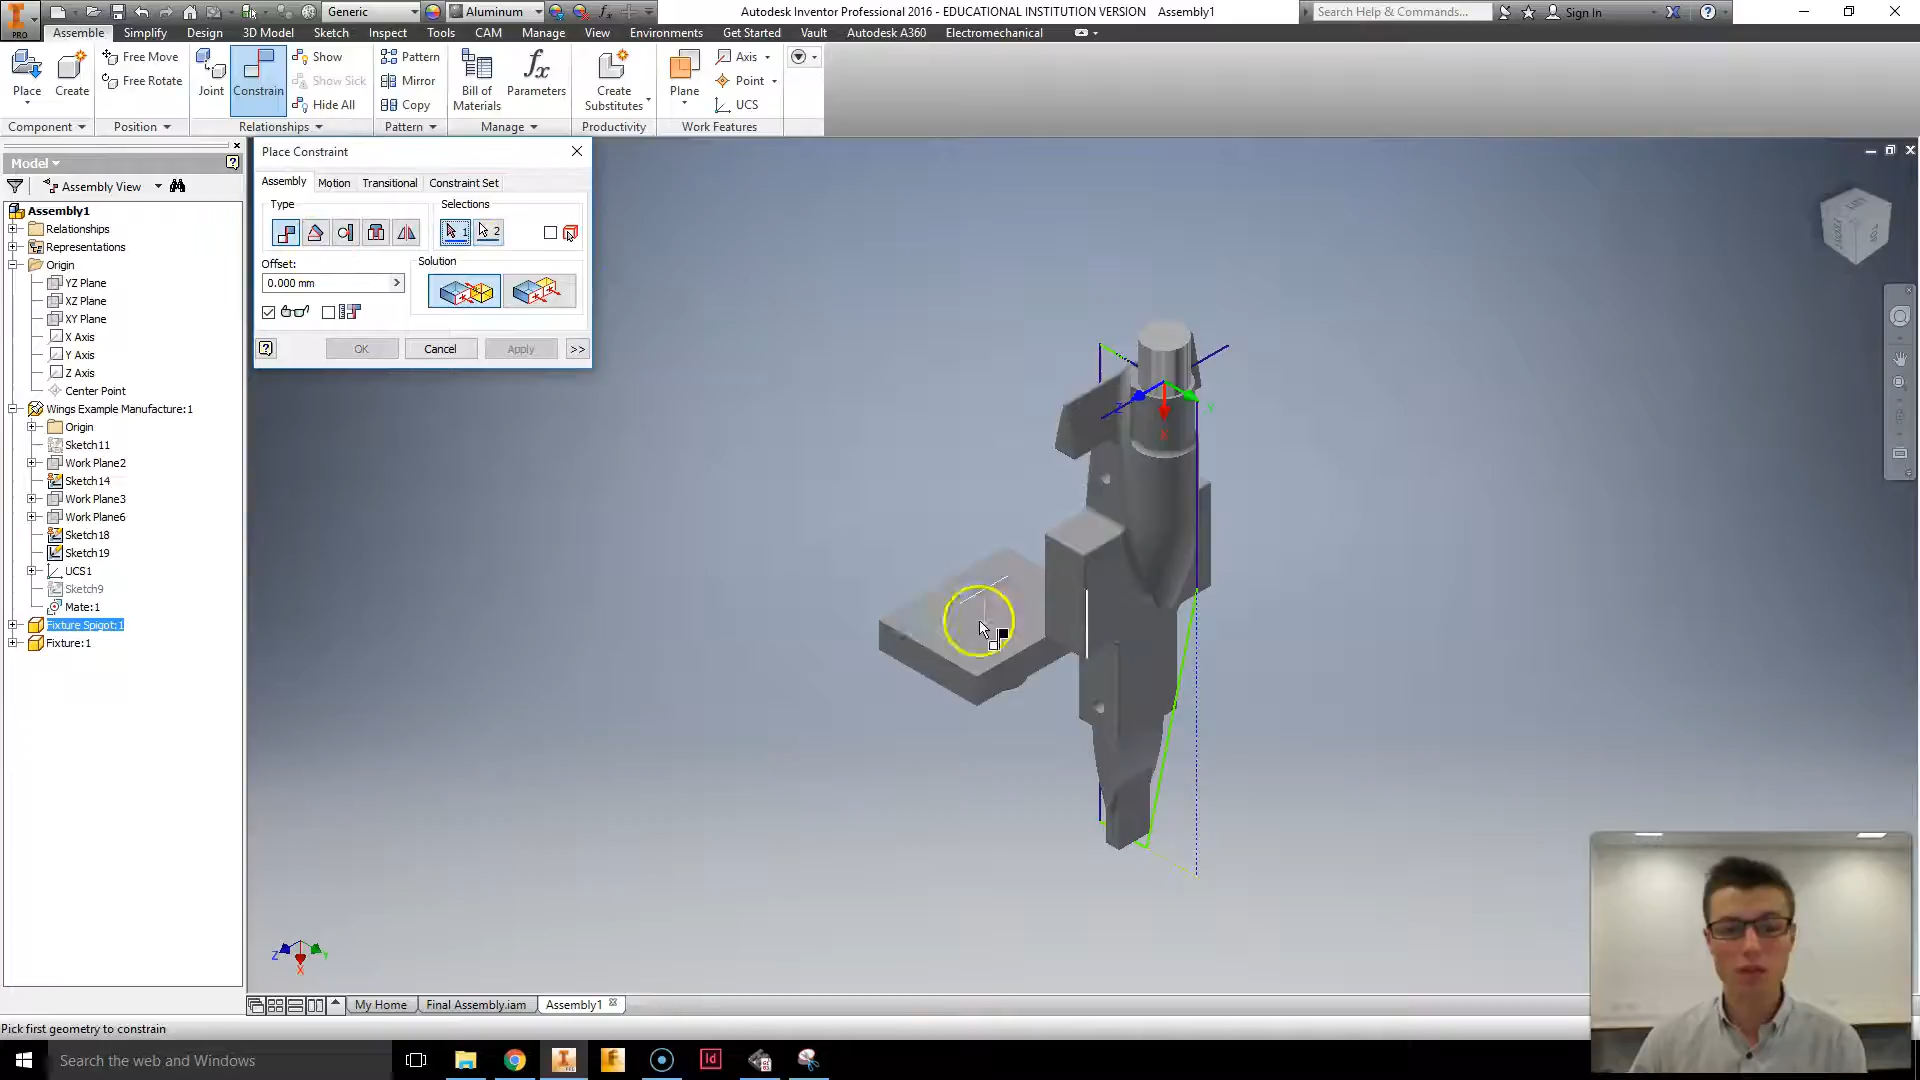 Generic
Aluminum
Autodesk Inventor Professional 2016 - EDUCATIONAL INSTITUTION VERSION Assembly1
Search Help & Commands...
Sign In
PRO
Assemble Simplify Design 3D Model Sketch Inspect Tools CAM Manage View Environments Get Started Vault Autodesk A360 Electromechanical
Place
Create
Free Move
Free Rotate
Joint
Constrain
Show
Show Sick
Hide All
Pattern
Mirror
Copy
Bill of
Materials
fx
Parameters
Create
Substitutes
Plane
Axis
Point
UCS
Component Position Relationships Pattern Manage Productivity Work Features
Model
Assembly View
Assembly1
Relationships
Representations
Origin
YZ Plane
XZ Plane
XY Plane
X Axis
Y Axis
Z Axis
Center Point
Wings Example Manufacture:1
Origin
Sketch11
Work Plane2
Sketch14
Work Plane3
Work Plane6
Sketch18
Sketch19
UCS1
Sketch9
Mate:1
Fixture Spigot:1
Fixture:1
Place Constraint
Assembly Motion Transitional Constraint Set
Type
Selections
1
2
Offset:
0.000 mm
Solution
OK
Cancel
Apply
>>
Z
Y
X
Z
Y
X
My Home
Final Assembly.iam
Assembly1
Pick first geometry to constrain
Search the web and Windows
Id